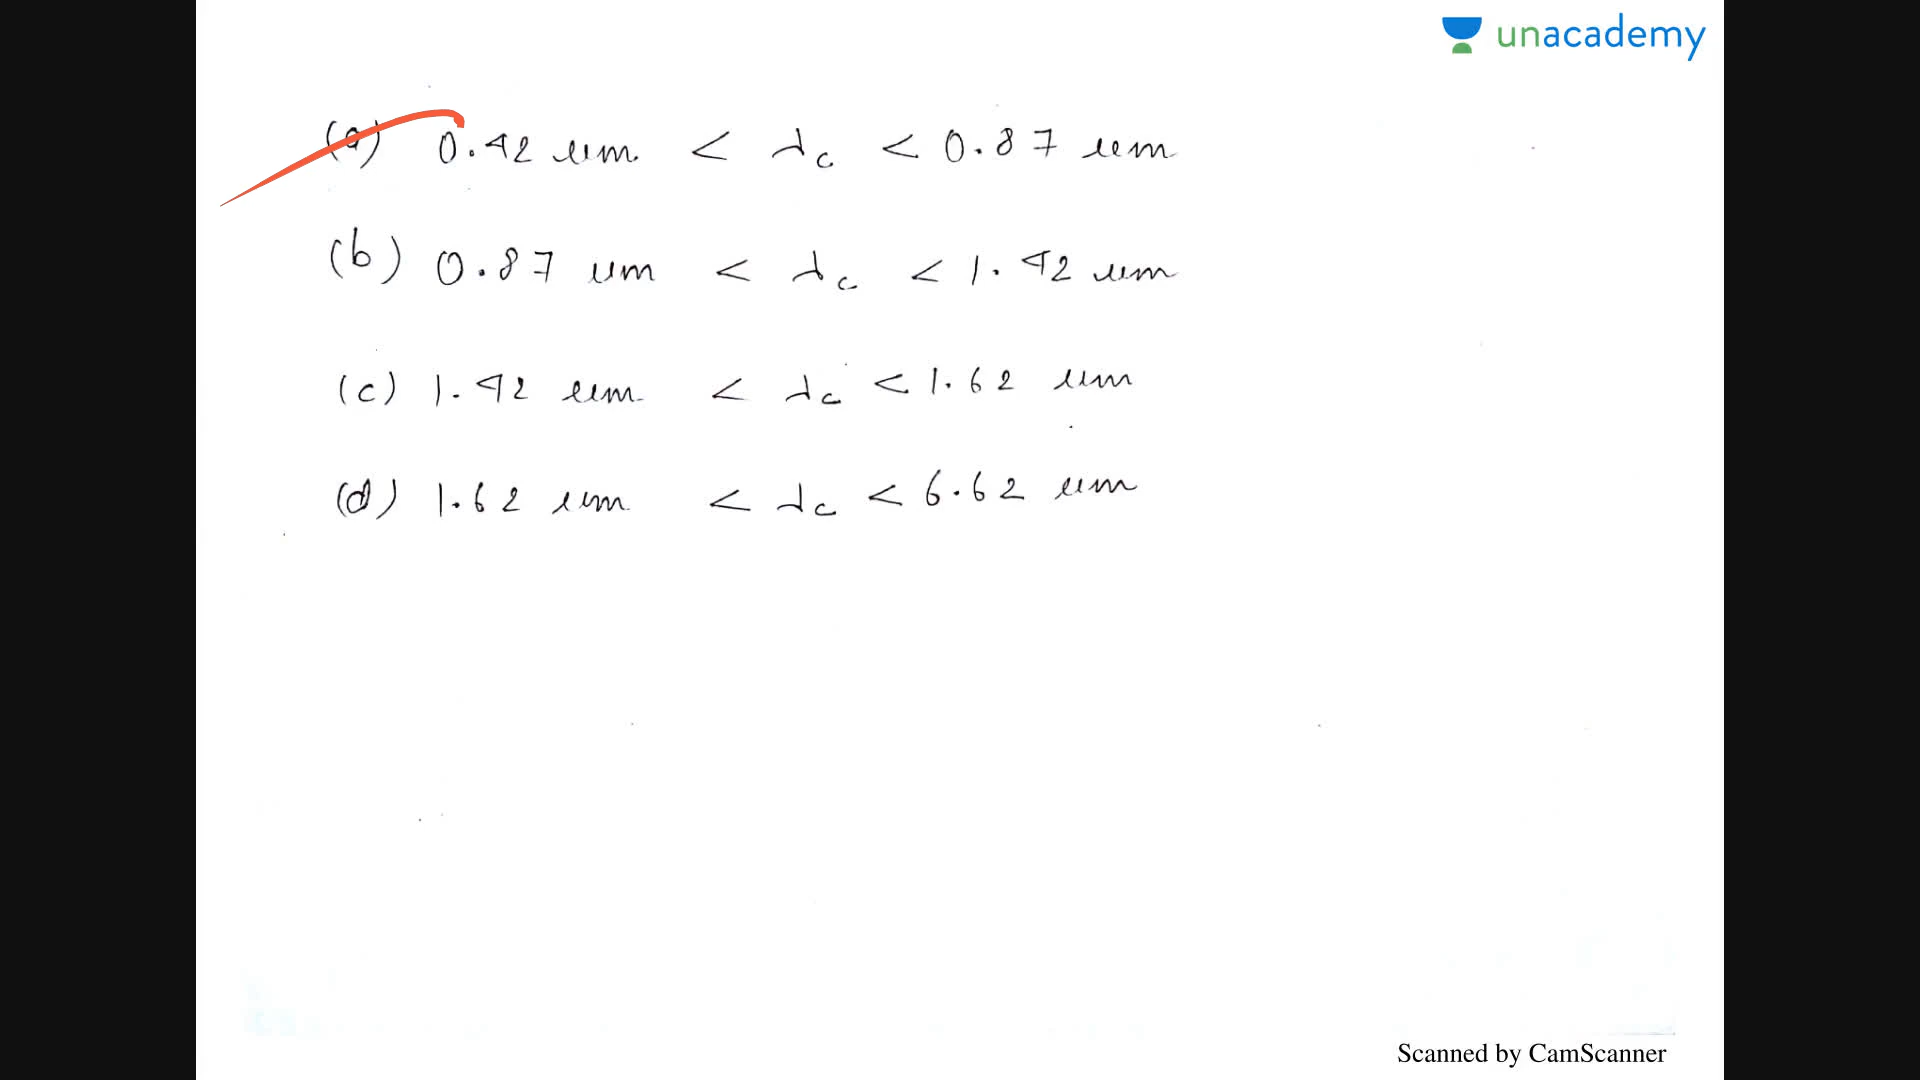 unacademy
(a) 0.42 um < λc < 0.87 um
(b) 0.87 um < λc < 1.42 um
(c) 1.42 um < λc < 1.62 um
(d) 1.62 um < λc < 6.62 um
Scanned by CamScanner